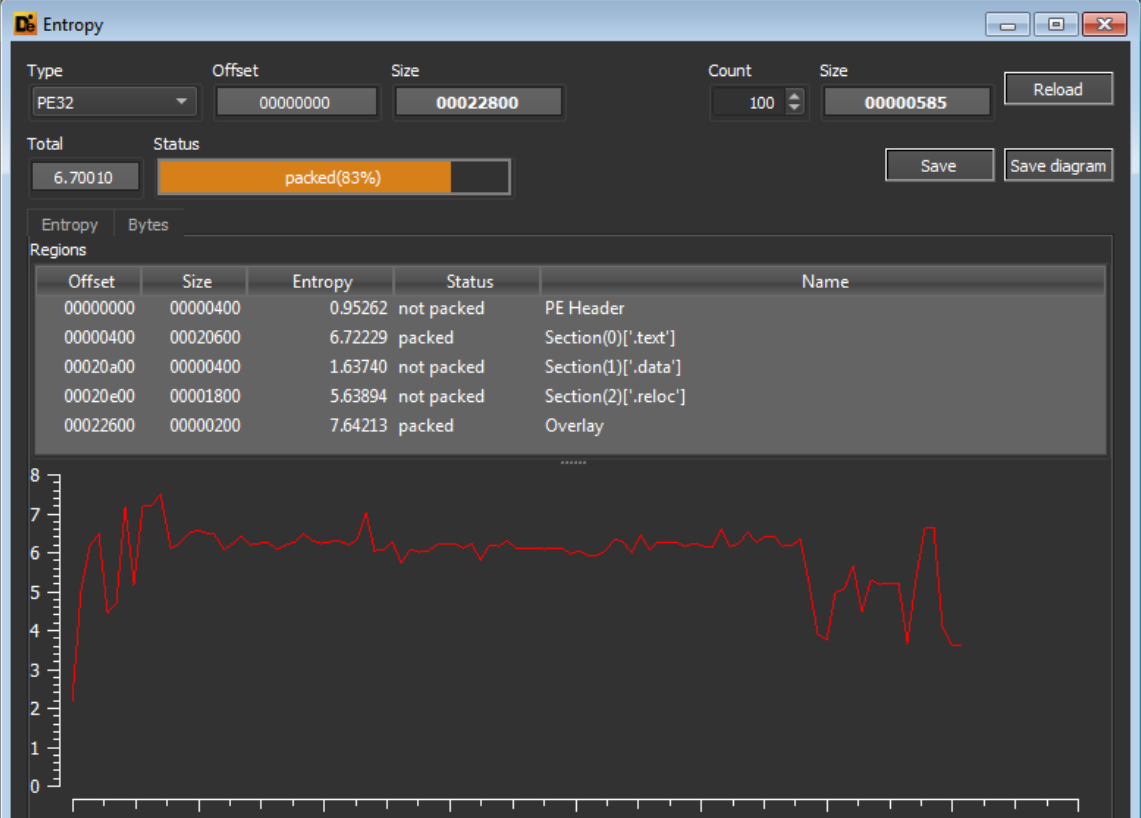 De Entropy
Type Offset Size Count Size
PE32 00000000 00022800 100 00000585 Reload
Total Status
6.70010 packed(83%) Save Save diagram
Entropy Bytes
Regions
Offset Size Entropy Status Name
00000000 00000400 0.95262 not packed PE Header
00000400 00020600 6.72229 packed Section(0)['.text']
00020a00 00000400 1.63740 not packed Section(1)['.data']
00020e00 00001800 5.63894 not packed Section(2)['.reloc']
00022600 00000200 7.64213 packed Overlay
8
7
6
5
4
3
2
1
0